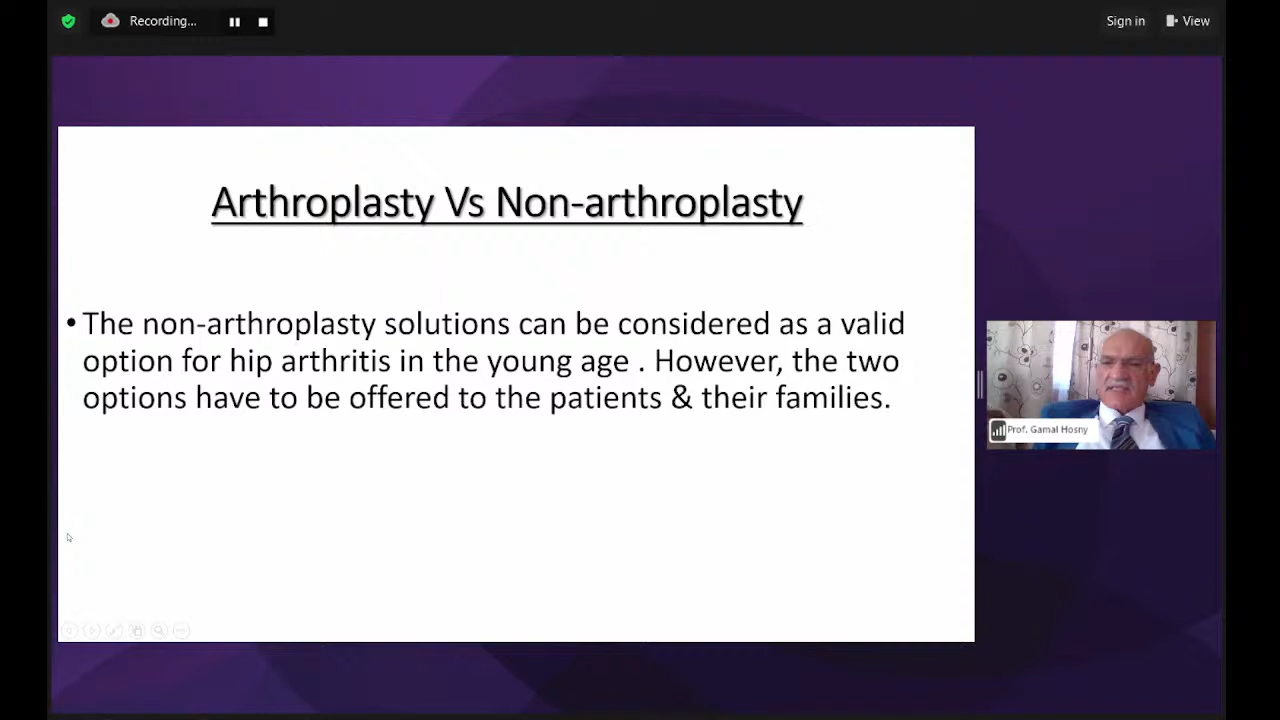 Recording...
Sign in
View
Arthroplasty Vs Non-arthroplasty
• The non-arthroplasty solutions can be considered as a valid
option for hip arthritis in the young age . However, the two
options have to be offered to the patients & their families.
Prof. Gamal Hosny